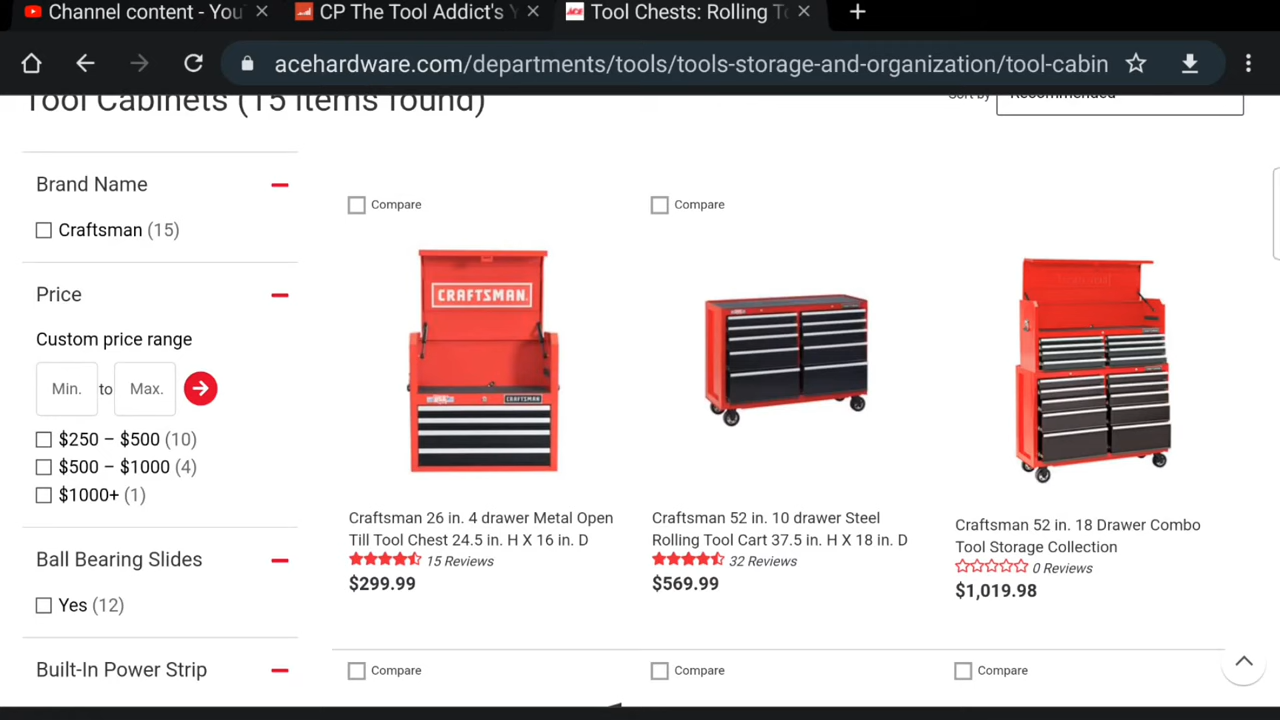 Channel content - You
CP The Tool Addict's Y
ACE
Tool Chests: Rolling To
acehardware.com/departments/tools/tools-storage-and-organization/tool-cabin
Tool Cabinets (15 items found)
Sort by
Recommended
Brand Name
Craftsman (15)
Price
Custom price range
Min. to Max.
$250 – $500 (10)
$500 – $1000 (4)
$1000+ (1)
Ball Bearing Slides
Yes (12)
Built-In Power Strip
Compare
CRAFTSMAN
CRAFTSMAN
Craftsman 26 in. 4 drawer Metal Open
Till Tool Chest 24.5 in. H X 16 in. D
15 Reviews
$299.99
Compare
Craftsman 52 in. 10 drawer Steel
Rolling Tool Cart 37.5 in. H X 18 in. D
32 Reviews
$569.99
Craftsman 52 in. 18 Drawer Combo
Tool Storage Collection
0 Reviews
$1,019.98
Compare
Compare
Compare